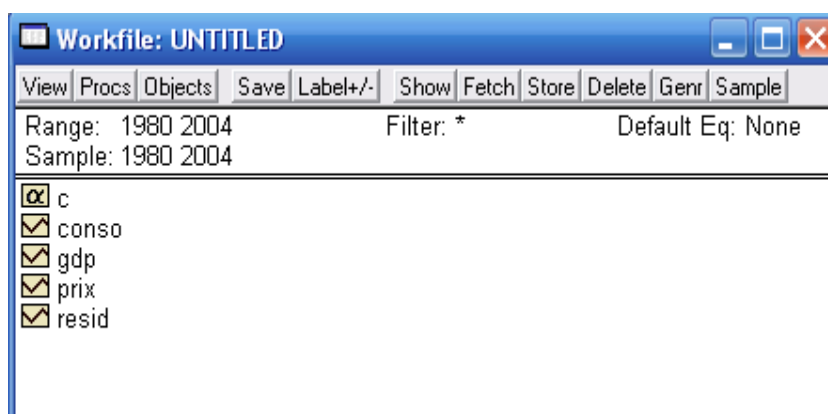 Workfile: UNTITLED
View Procs Objects Save Label+/- Show Fetch Store Delete Genr Sample
Range: 1980 2004 Filter: * Default Eq: None
Sample: 1980 2004
α c
conso
gdp
prix
resid